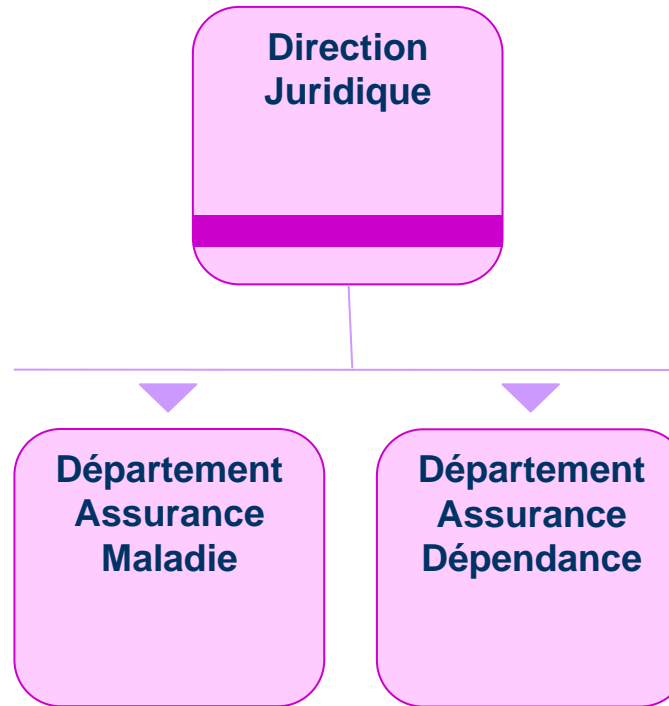 Direction
Juridique
Département
Assurance
Maladie
Département
Assurance
Dépendance